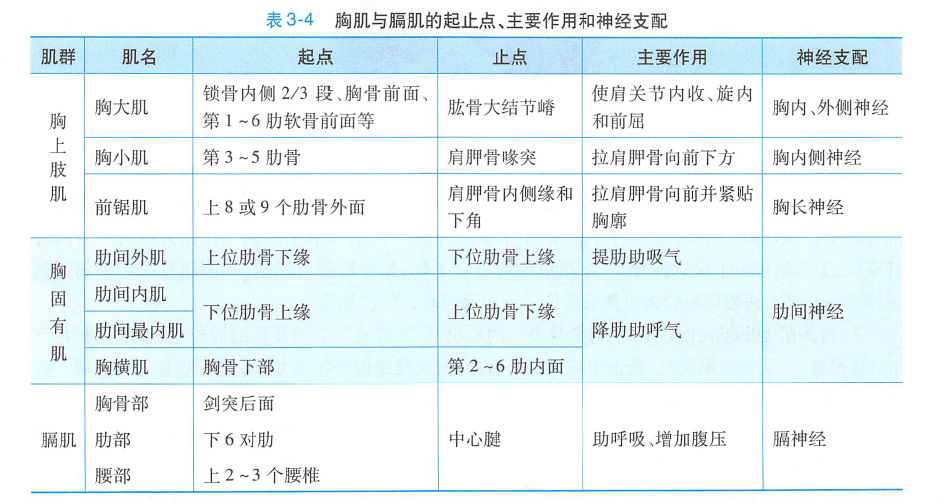 表3-4 胸肌与膈肌的起止点、主要作用和神经支配
肌群 肌名 起点 止点 主要作用 神经支配
胸上肢肌 胸大肌 锁骨内侧2/3段、胸骨前面、 肱骨大结节嵴 使肩关节内收、旋内 胸内、外侧神经
第1~6肋软骨前面等 和前屈
胸小肌 第3~5肋骨 肩胛骨喙突 拉肩胛骨向前下方 胸内侧神经
前锯肌 上8或9个肋骨外面 肩胛骨内侧缘和 拉肩胛骨向前并紧贴 胸长神经
下角 胸廓
胸固有肌 肋间外肌 上位肋骨下缘 下位肋骨上缘 提肋助吸气 肋间神经
肋间内肌 下位肋骨上缘 上位肋骨下缘 降肋助呼气
肋间最内肌
胸横肌 胸骨下部 第2~6肋内面
膈肌 胸骨部 剑突后面 中心腱 助呼吸、增加腹压 膈神经
肋部 下6对肋
腰部 上2~3个腰椎